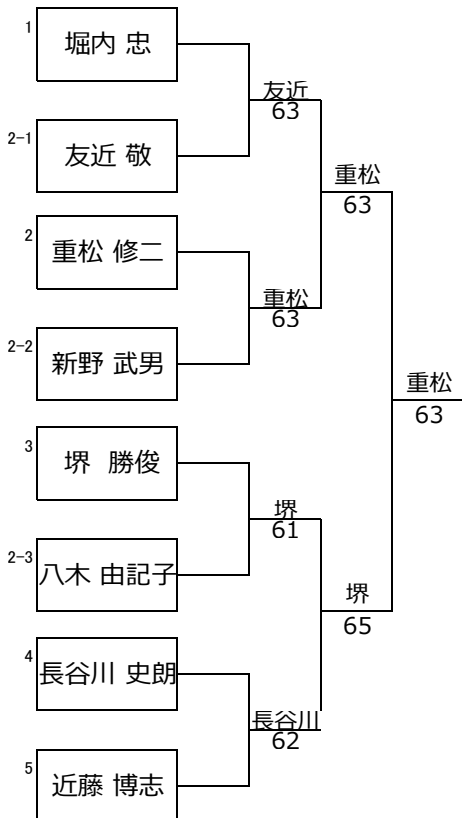 1
堀内 忠
友近
63
2-1
友近 敬
重松
63
2
重松 修二
重松
63
2-2
新野 武男
重松
63
3
堺 勝俊
堺
61
2-3
八木 由記子
堺
65
4
長谷川 史朗
長谷川
62
5
近藤 博志